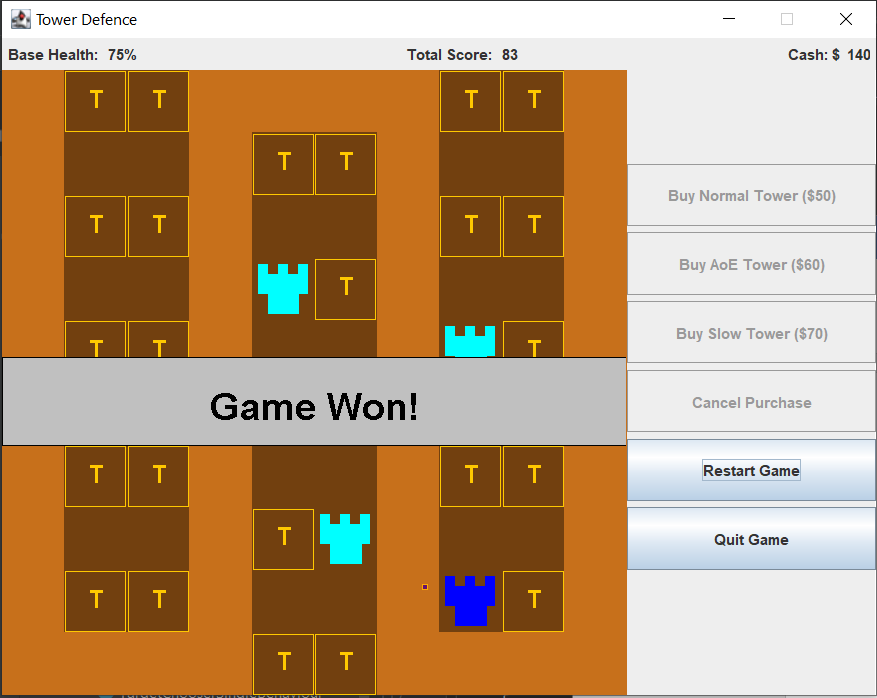 Tower Defence
Base Health: 75% Total Score: 83 Cash: $ 140
T T T T
T T
T T T T
T
T T T
Buy Normal Tower ($50)
Buy AoE Tower ($60)
Buy Slow Tower ($70)
Cancel Purchase
Game Won!
Restart Game
Quit Game
T T T T
T
T T T
T T